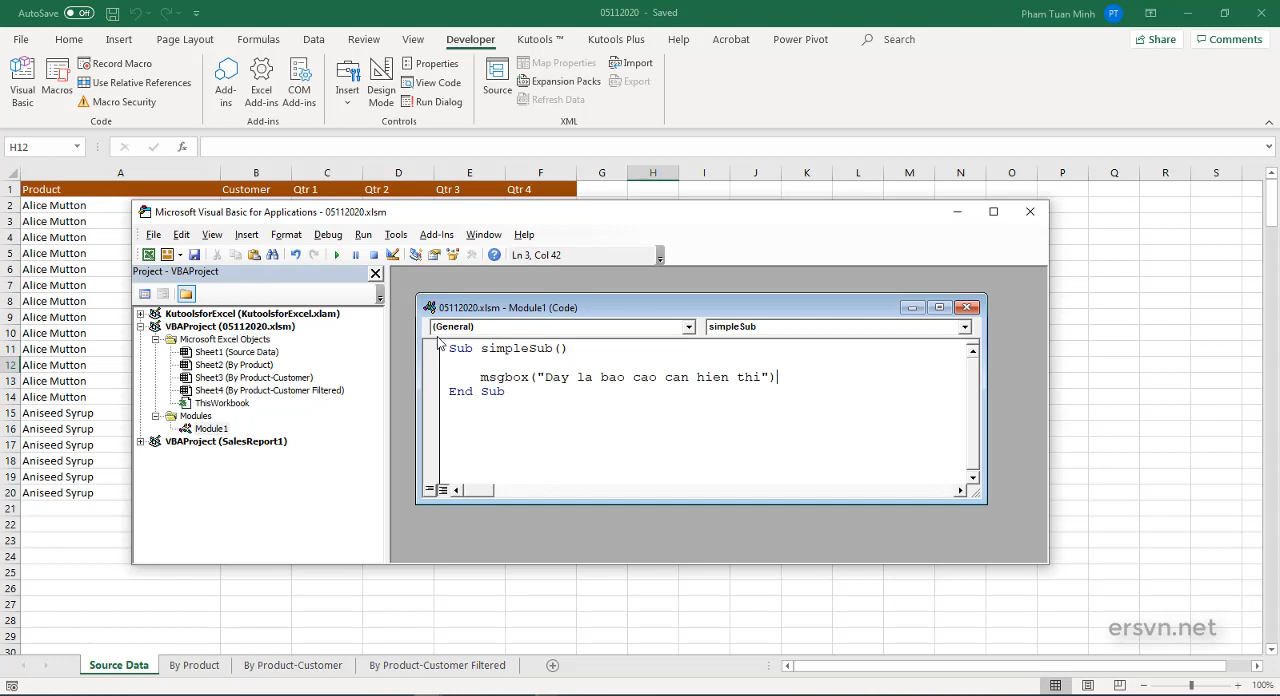 AutoSave Off
05112020 - Saved
Pham Tuan Minh PT
File Home Insert Page Layout Formulas Data Review View Developer Kutools ™ Kutools Plus Help Acrobat Power Pivot Search Share Comments
Visual Basic
Macros
Record Macro
Use Relative References
Macro Security
Code
Add-ins
Excel Add-ins
COM Add-ins
Add-ins
Insert
Design Mode
Properties
View Code
Run Dialog
Controls
Source
Map Properties
Expansion Packs
Refresh Data
Import
Export
XML
H12 fx
A B C D E F G H I J K L M N O P Q R S
1 Product Customer Qtr 1 Qtr 2 Qtr 3 Qtr 4
2 Alice Mutton
3 Alice Mutton
4 Alice Mutton
5 Alice Mutton
6 Alice Mutton
7 Alice Mutton
8 Alice Mutton
9 Alice Mutton
10 Alice Mutton
11 Alice Mutton
12 Alice Mutton
13 Alice Mutton
14 Alice Mutton
15 Aniseed Syrup
16 Aniseed Syrup
17 Aniseed Syrup
18 Aniseed Syrup
19 Aniseed Syrup
20 Aniseed Syrup
21
22
23
24
25
26
27
28
29
30
Microsoft Visual Basic for Applications - 05112020.xlsm
File Edit View Insert Format Debug Run Tools Add-Ins Window Help
Ln 3, Col 42
Project - VBAProject
KutoolsforExcel (KutoolsforExcel.xlam)
VBAProject (05112020.xlsm)
Microsoft Excel Objects
Sheet1 (Source Data)
Sheet2 (By Product)
Sheet3 (By Product-Customer)
Sheet4 (By Product-Customer Filtered)
ThisWorkbook
Modules
Module1
VBAProject (SalesReport1)
05112020.xlsm - Module1 (Code)
(General) simpleSub
Sub simpleSub()
msgbox("Day la bao cao can hien thi")
End Sub
ersvn.net
Source Data By Product By Product-Customer By Product-Customer Filtered
100%